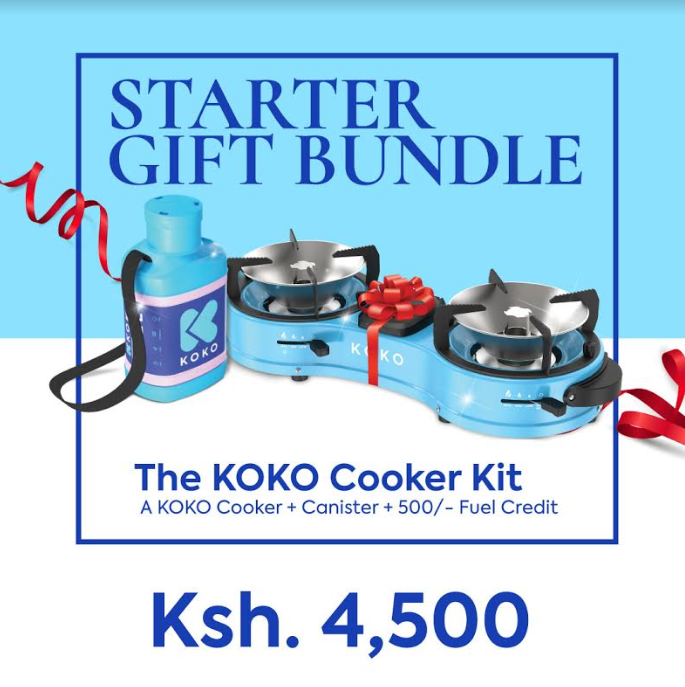 STARTER
GIFT BUNDLE
KOKO
KOKO
The KOKO Cooker Kit
A KOKO Cooker + Canister + 500/- Fuel Credit
Ksh. 4,500